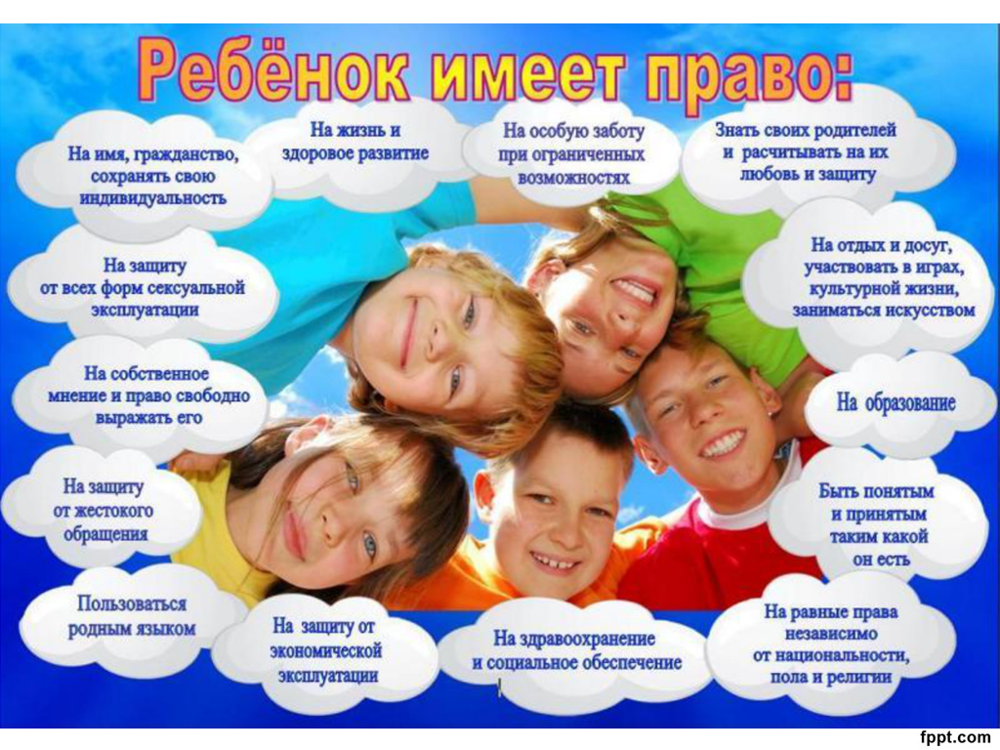 Ребёнок имеет право:
На имя, гражданство,
сохранять свою
индивидуальность
На жизнь и
здоровое развитие
На особую заботу
при ограниченных
возможностях
Знать своих родителей
и расчитывать на их
любовь и защиту
На защиту
от всех форм сексуальной
эксплуатации
На отдых и досуг,
участвовать в играх,
культурной жизни,
заниматься искусством
На собственное
мнение и право свободно
выражать его
На образование
На защиту
от жестокого
обращения
Быть понятым
и принятым
таким какой
он есть
Пользоваться
родным языком
На защиту от
экономической
эксплуатации
На здравоохранение
и социальное обеспечение
На равные права
независимо
от национальности,
пола и религии
fppt.com